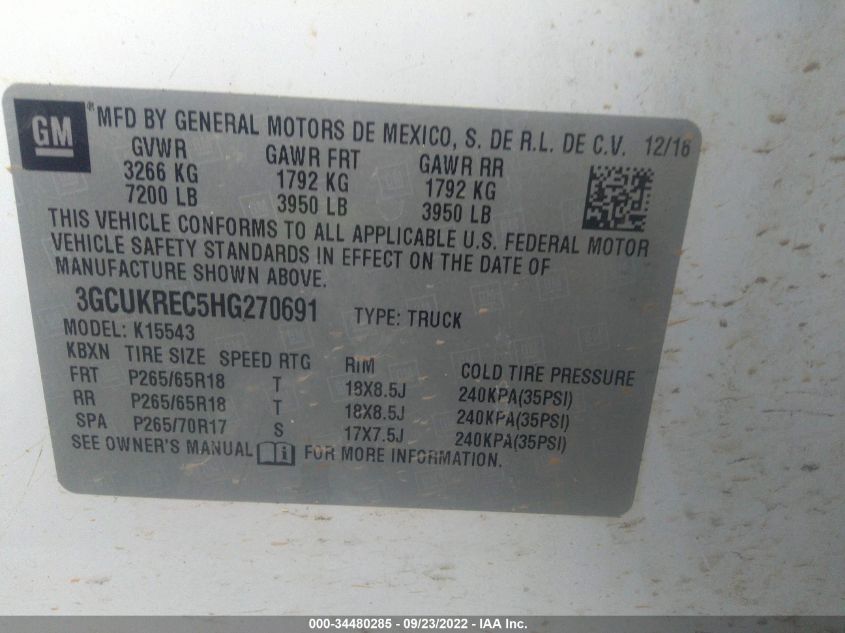 GM
® MFD BY GENERAL MOTORS DE MEXICO, S. DE R.L. DE C.V. 12/16
GVWR GAWR FRT GAWR RR
3266 KG 1792 KG 1792 KG
7200 LB 3950 LB 3950 LB
THIS VEHICLE CONFORMS TO ALL APPLICABLE U.S. FEDERAL MOTOR
VEHICLE SAFETY STANDARDS IN EFFECT ON THE DATE OF
MANUFACTURE SHOWN ABOVE.
3GCUKREC5HG270691 TYPE: TRUCK
MODEL: K15543
KBXN TIRE SIZE SPEED RTG RIM COLD TIRE PRESSURE
FRT P265/65R18 T 18X8.5J 240KPA(35PSI)
RR P265/65R18 T 18X8.5J 240KPA(35PSI)
SPA P265/70R17 S 17X7.5J 240KPA(35PSI)
SEE OWNER'S MANUAL i FOR MORE INFORMATION.
000-34480285 - 09/23/2022 - IAA Inc.